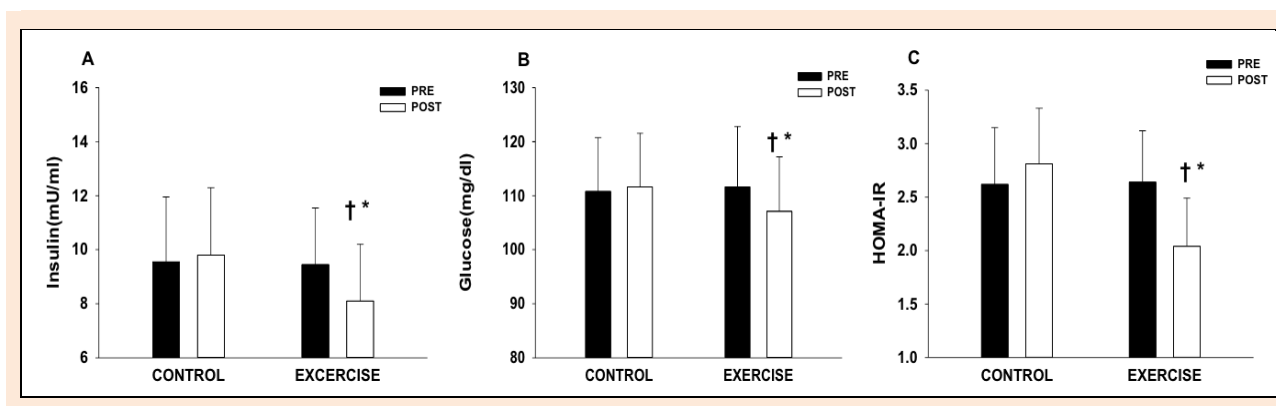 A
16
14
12
10
8
6
Insulin(mU/ml)
PRE
POST
† *
CONTROL EXCERCISE
B
130
120
110
100
90
80
Glucose(mg/dl)
PRE
POST
† *
CONTROL EXERCISE
C
3.5
3.0
2.5
2.0
1.5
1.0
HOMA-IR
PRE
POST
† *
CONTROL EXERCISE